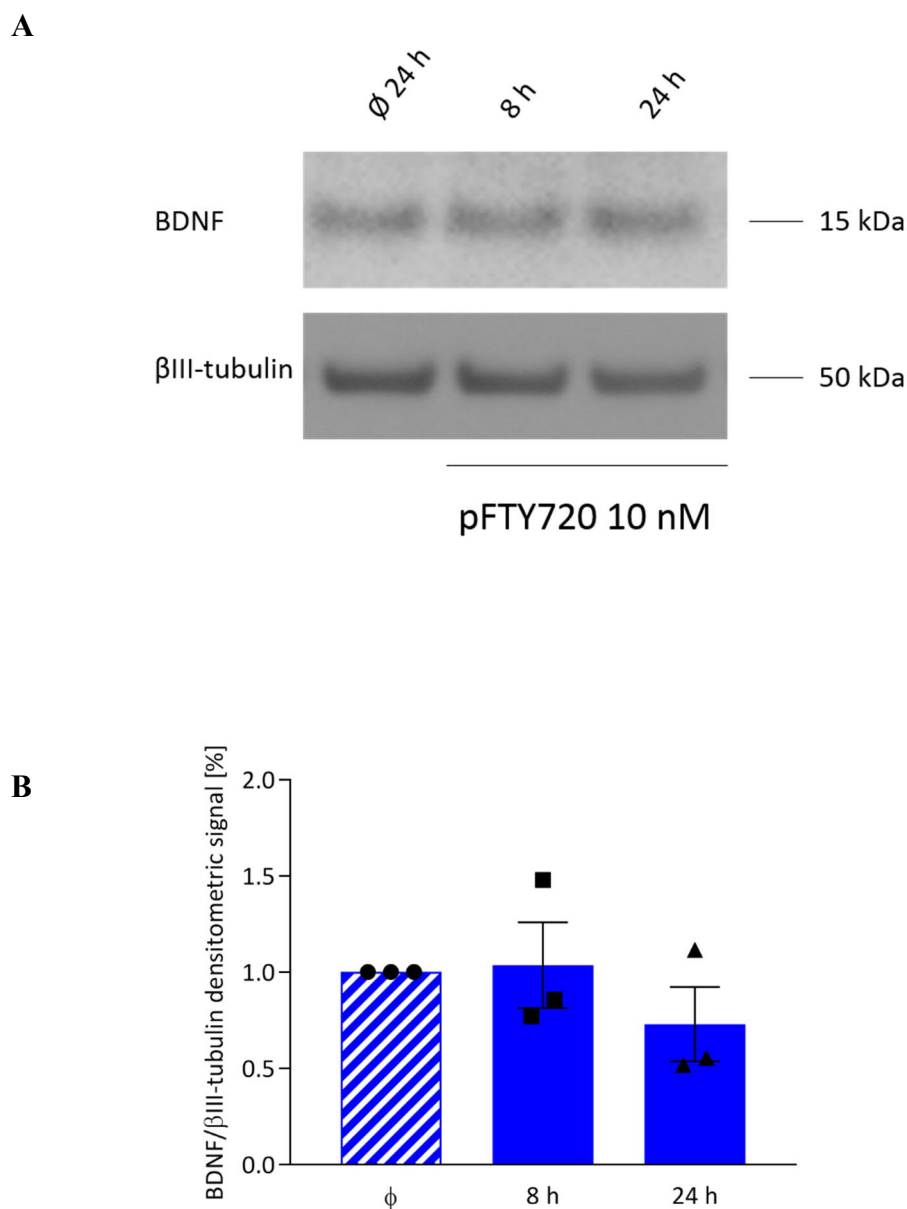 A
Ø 24 h
8 h
24 h
BDNF
15 kDa
βIII-tubulin
50 kDa
pFTY720 10 nM
B
BDNF/βIII-tubulin densitometric signal [%]
2.0
1.5
1.0
0.5
0.0
ϕ
8 h
24 h